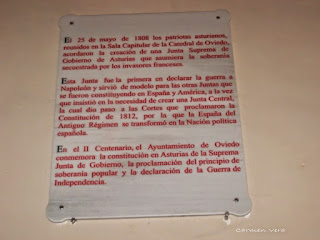 El 25 de mayo de 1808 los patriotas asturianos,
reunidos en la Sala Capitular de la Catedral de Oviedo,
acordaron la creación de una Junta Suprema de
Gobierno de Asturias que asumiera la soberanía
secuestrada por los invasores franceses.
Esta Junta fue la primera en declarar la guerra a
Napoleón y sirvió de modelo para las otras Juntas que
se fueron constituyendo en España y América, a la vez
que insistió en la necesidad de crear una Junta Central,
la cual dio paso a las Cortes que proclamaron la
Constitución de 1812, por la que la España del
Antiguo Régimen se transformó en la Nación política
española.
En el II Centenario, el Ayuntamiento de Oviedo
conmemora la constitución en Asturias de la Suprema
Junta de Gobierno, la proclamación del principio de
soberanía popular y la declaración de la Guerra de
Independencia.
Carmen Vera